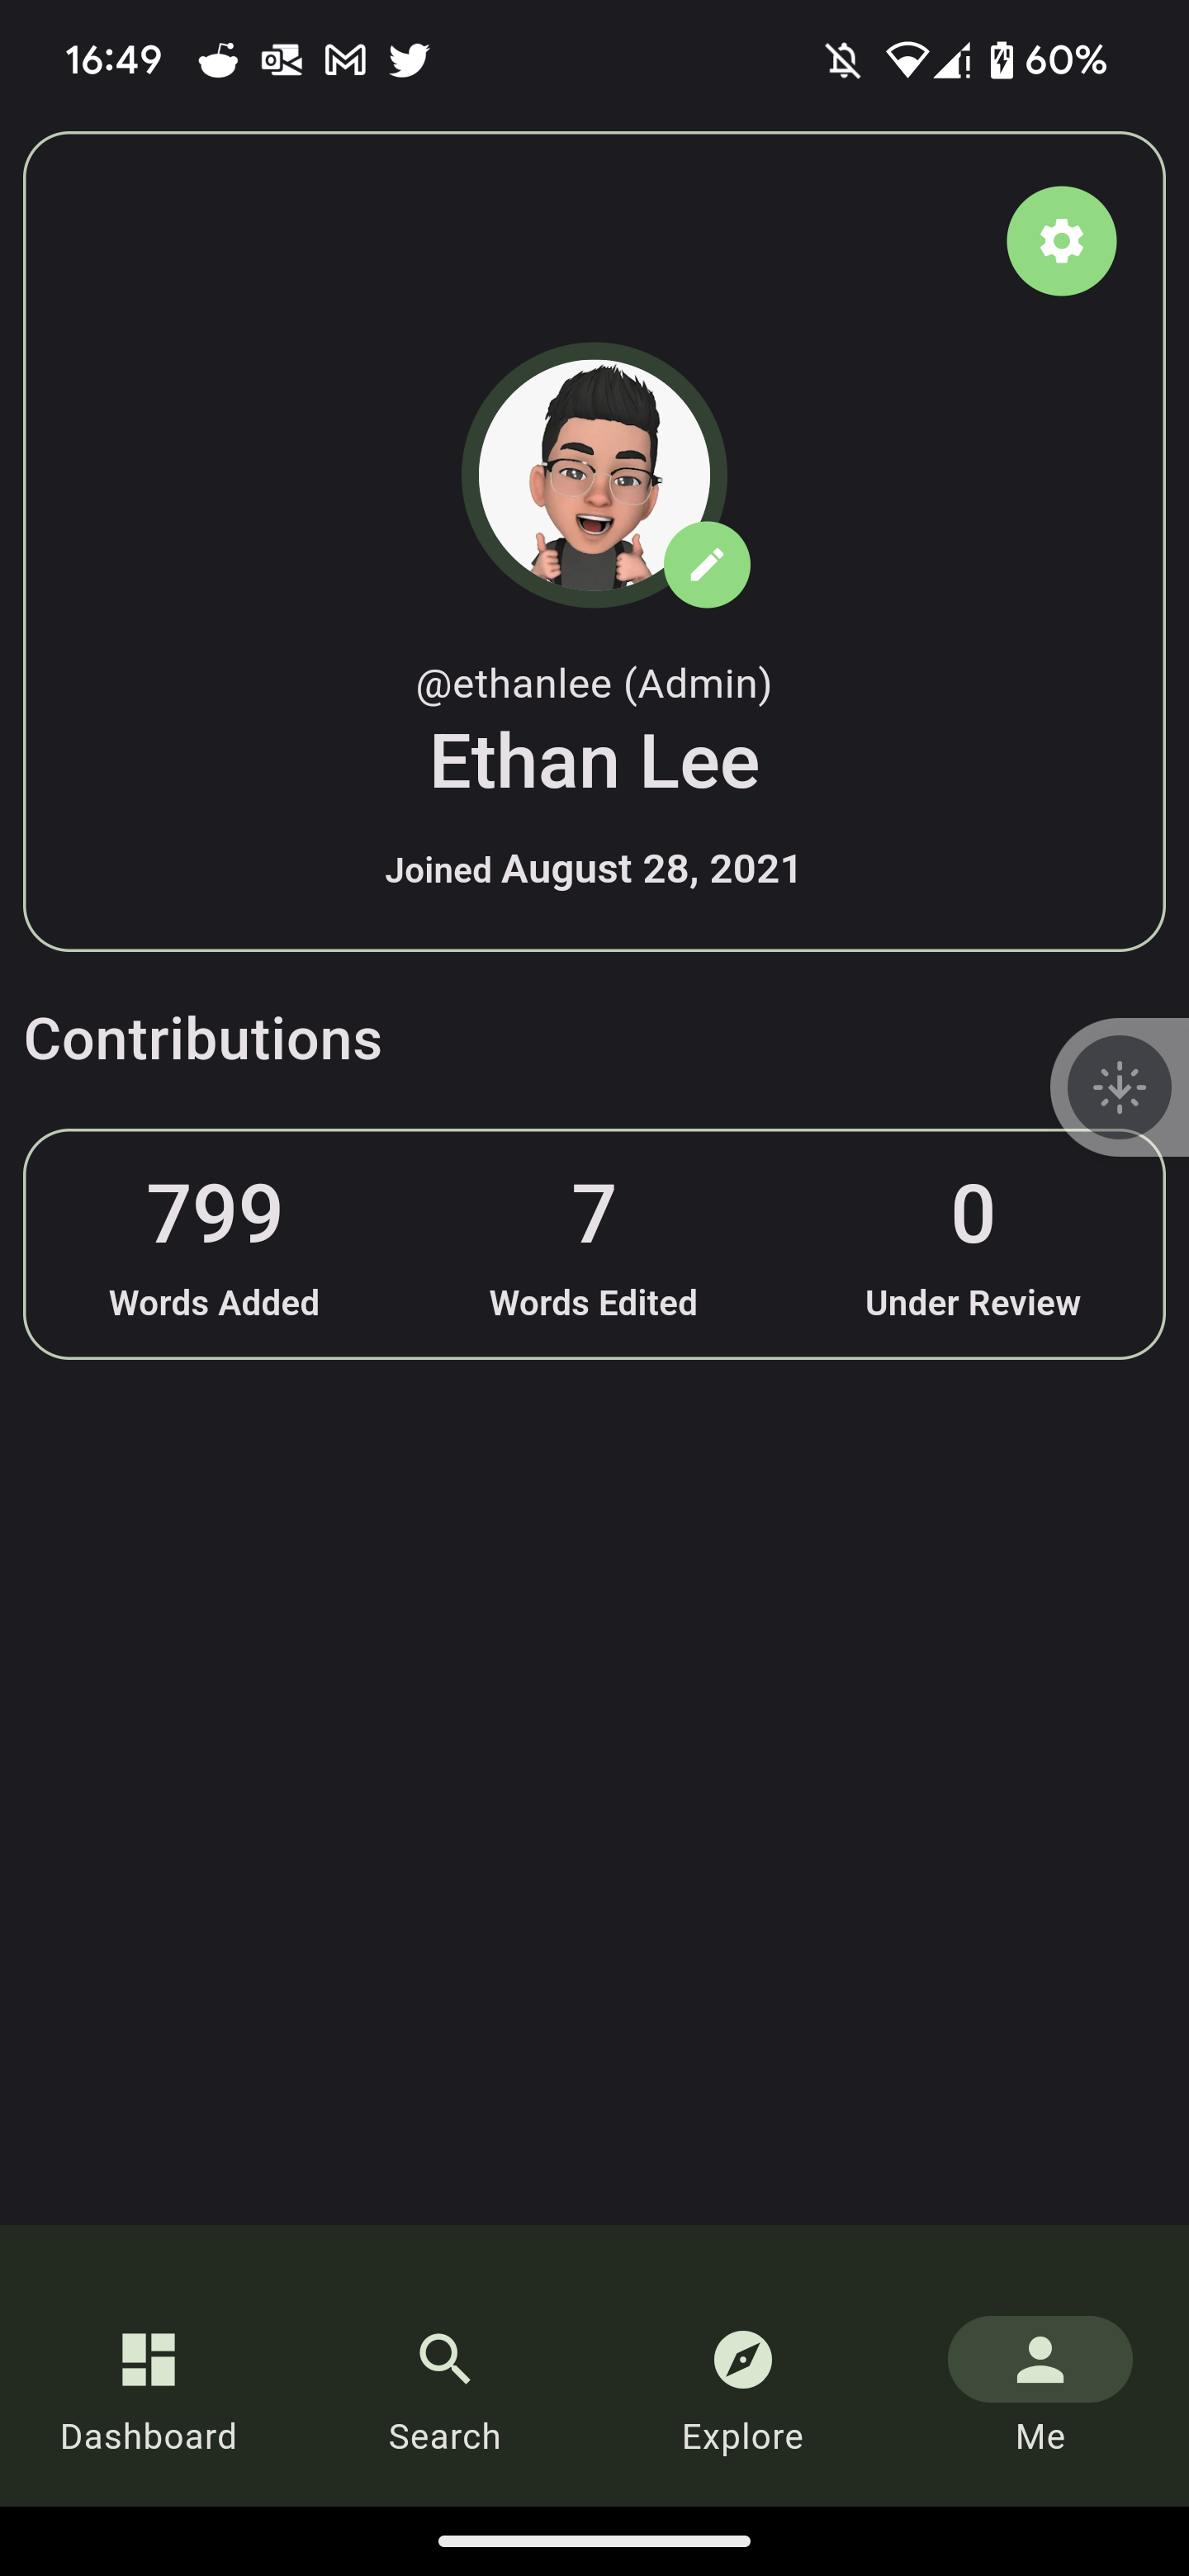 16:49 60%
@ethanlee (Admin)
Ethan Lee
Joined August 28, 2021
Contributions
799 7 0
Words Added Words Edited Under Review
Dashboard Search Explore Me